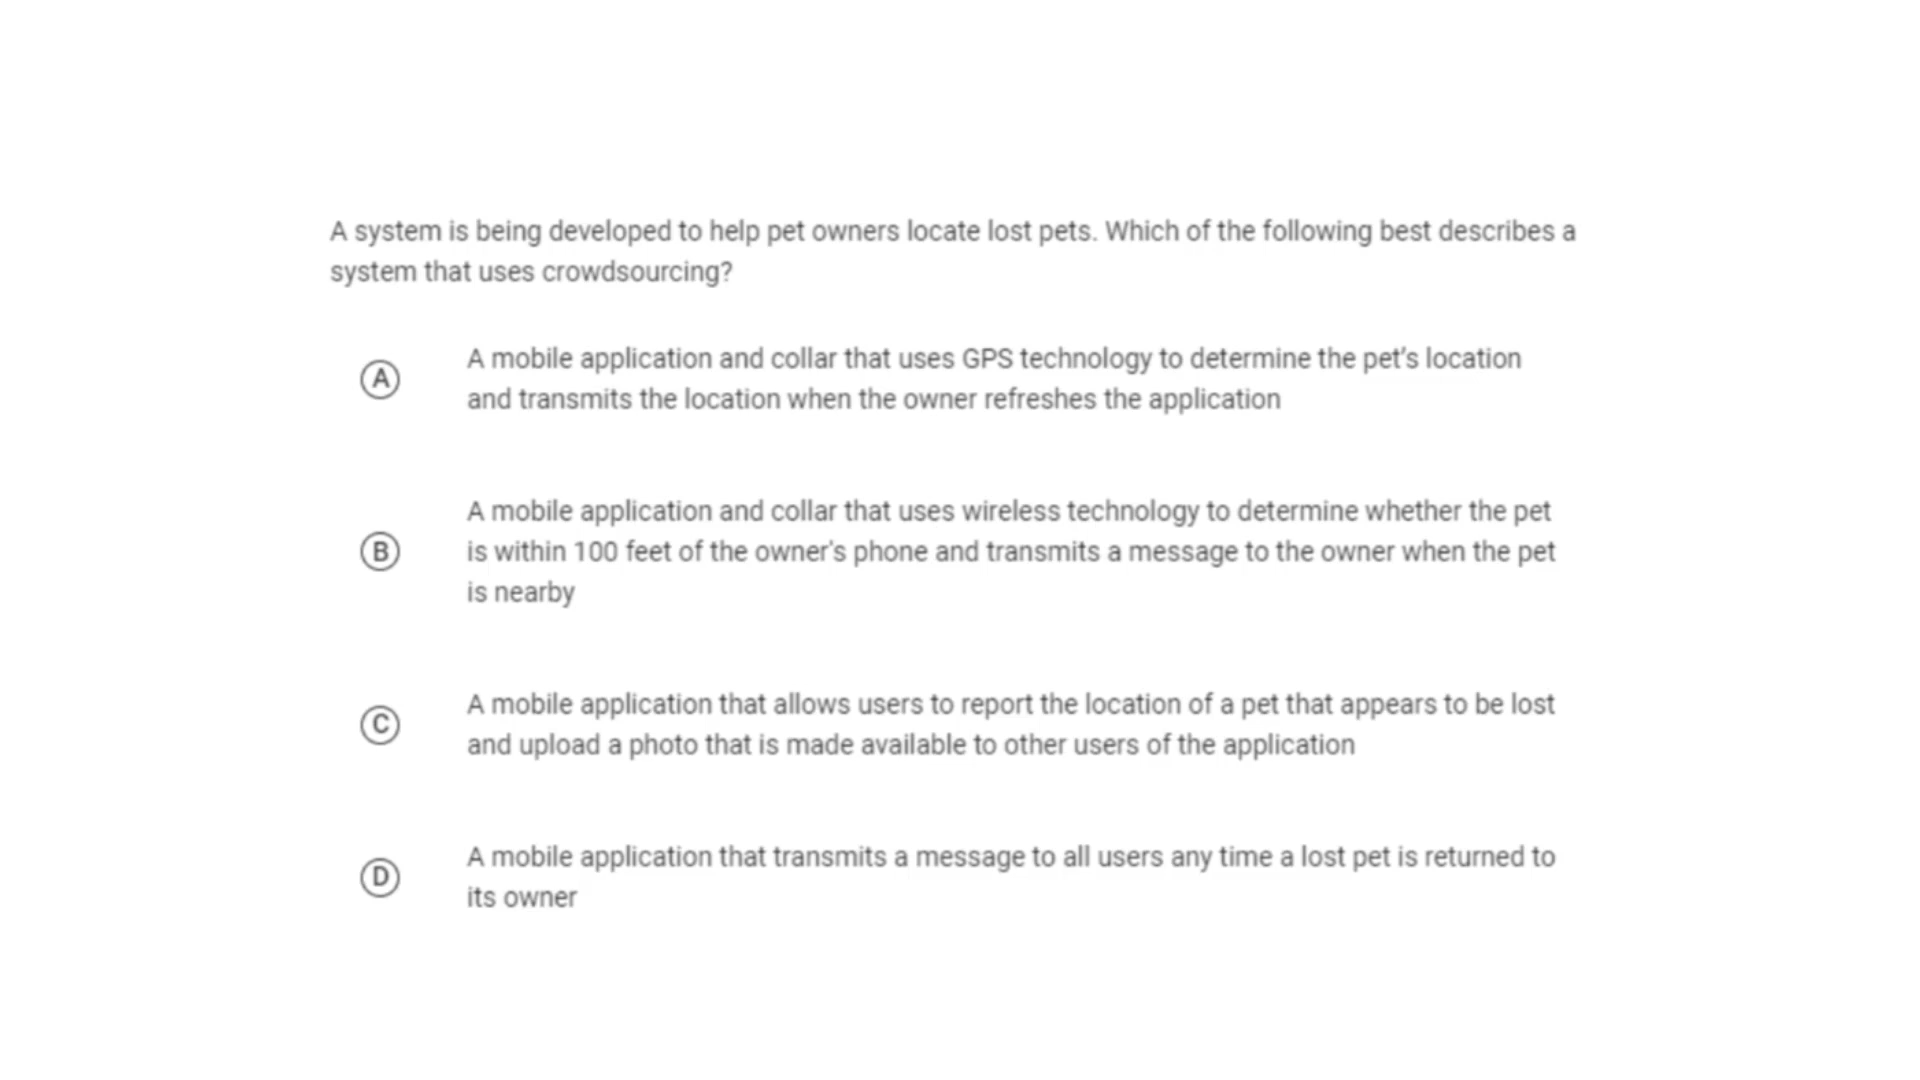 A system is being developed to help pet owners locate lost pets. Which of the following best describes a
system that uses crowdsourcing?
A
A mobile application and collar that uses GPS technology to determine the pet's location
and transmits the location when the owner refreshes the application
B
A mobile application and collar that uses wireless technology to determine whether the pet
is within 100 feet of the owner's phone and transmits a message to the owner when the pet
is nearby
C
A mobile application that allows users to report the location of a pet that appears to be lost
and upload a photo that is made available to other users of the application
D
A mobile application that transmits a message to all users any time a lost pet is returned to
its owner